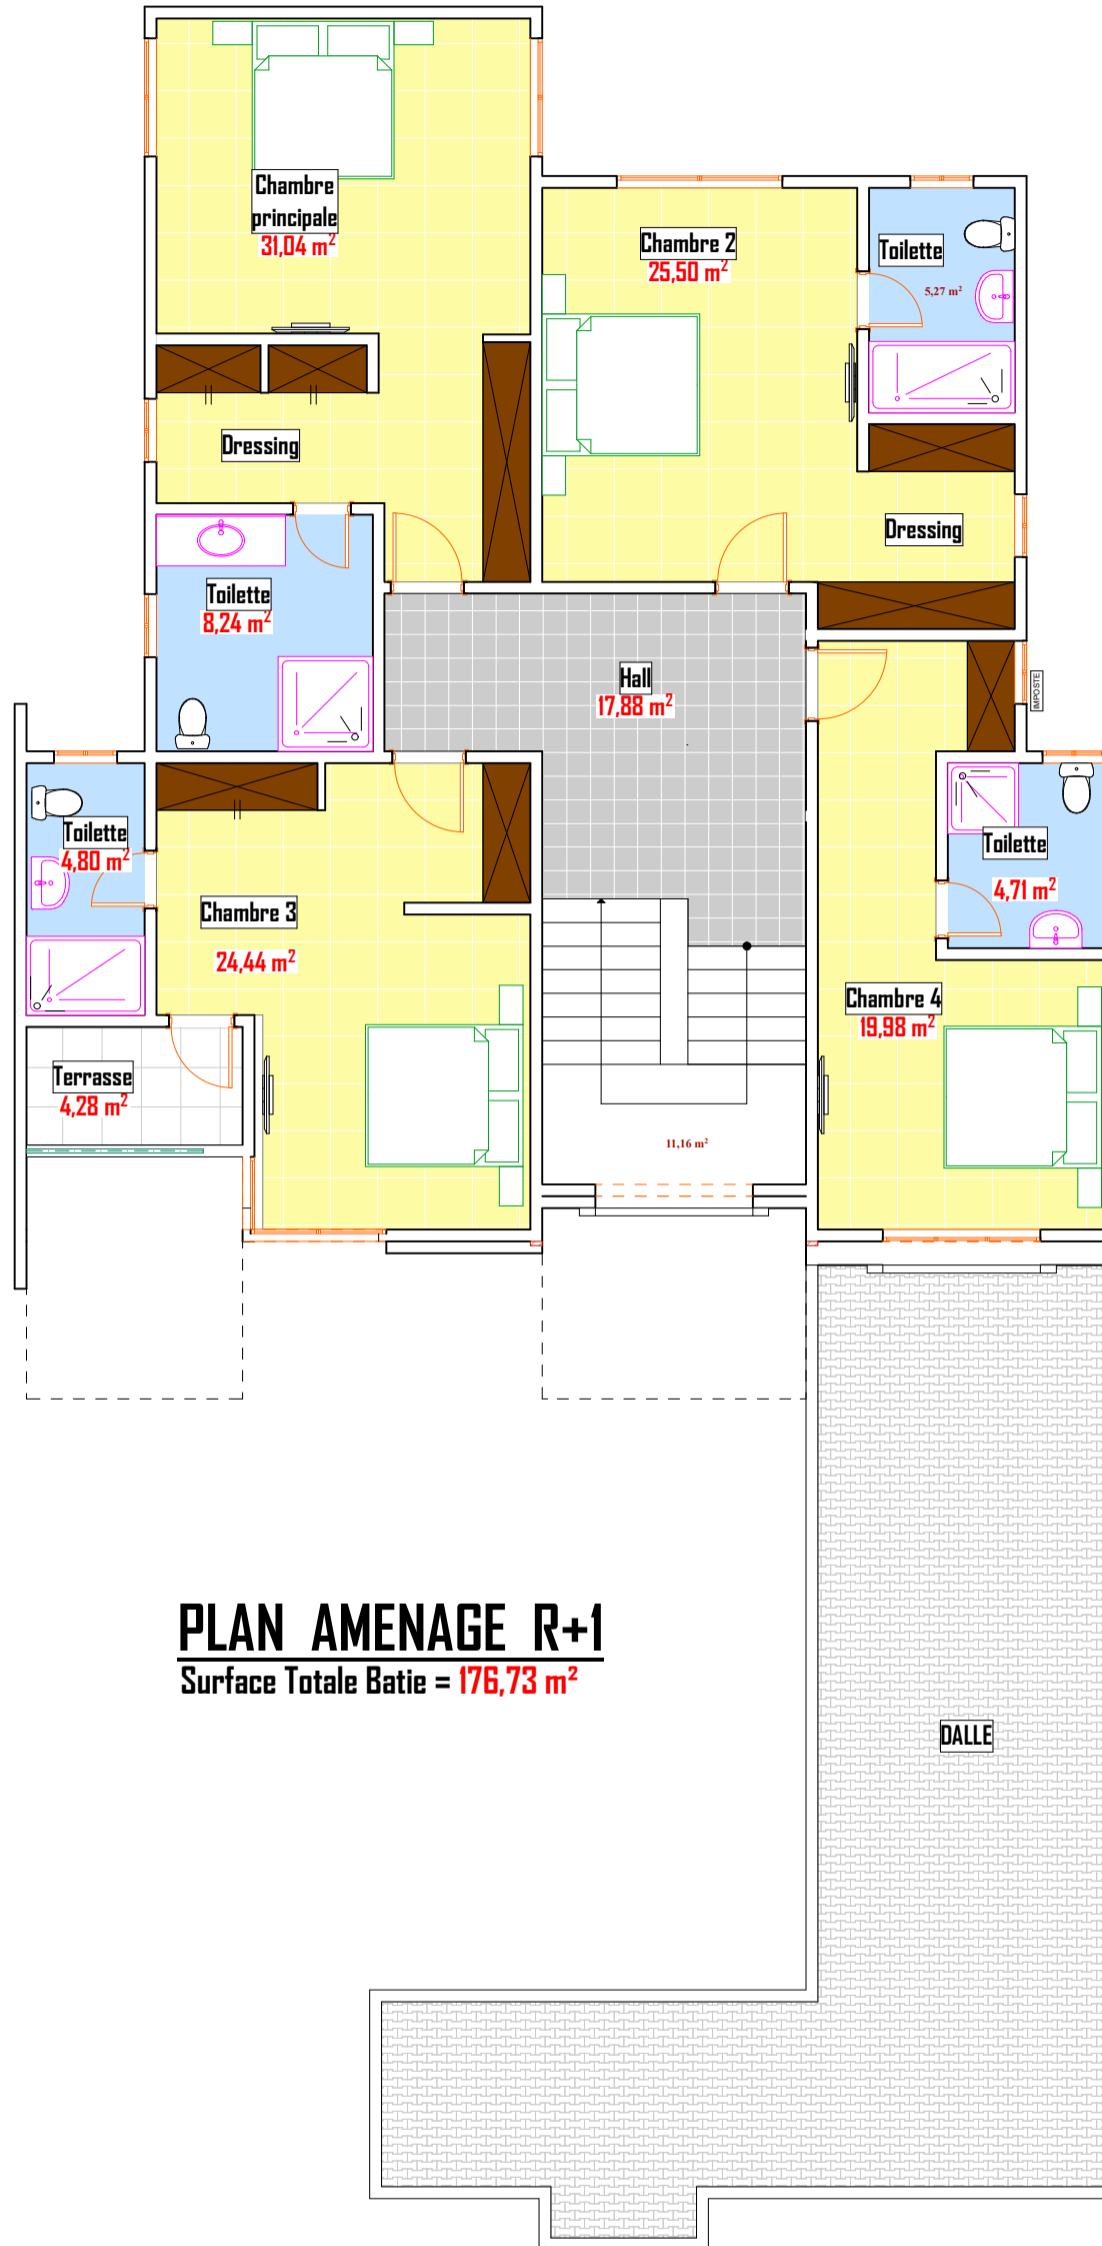 Chambre
principale
31,04 m²
Chambre 2
25,50 m²
Toilette
5,27 m²
Dressing
Dressing
Toilette
8,24 m²
Hall
17,88 m²
IMPOSTE
Toilette
4,80 m²
Toilette
4,71 m²
Chambre 3
24,44 m²
Chambre 4
19,98 m²
Terrasse
4,28 m²
11,16 m²
PLAN AMENAGE R+1
Surface Totale Batie = 176,73 m²
DALLE